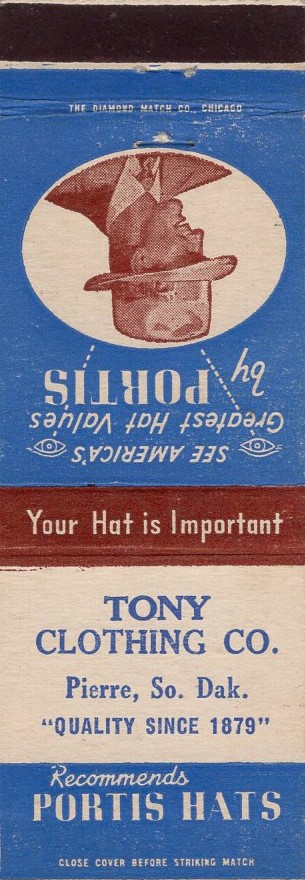 THE DIAMOND MATCH CO., CHICAGO
SEE AMERICA'S
Greatest Hat Values
by PORTIS
Your Hat is Important
TONY
CLOTHING CO.
Pierre, So. Dak.
"QUALITY SINCE 1879"
Recommends
PORTIS HATS
CLOSE COVER BEFORE STRIKING MATCH